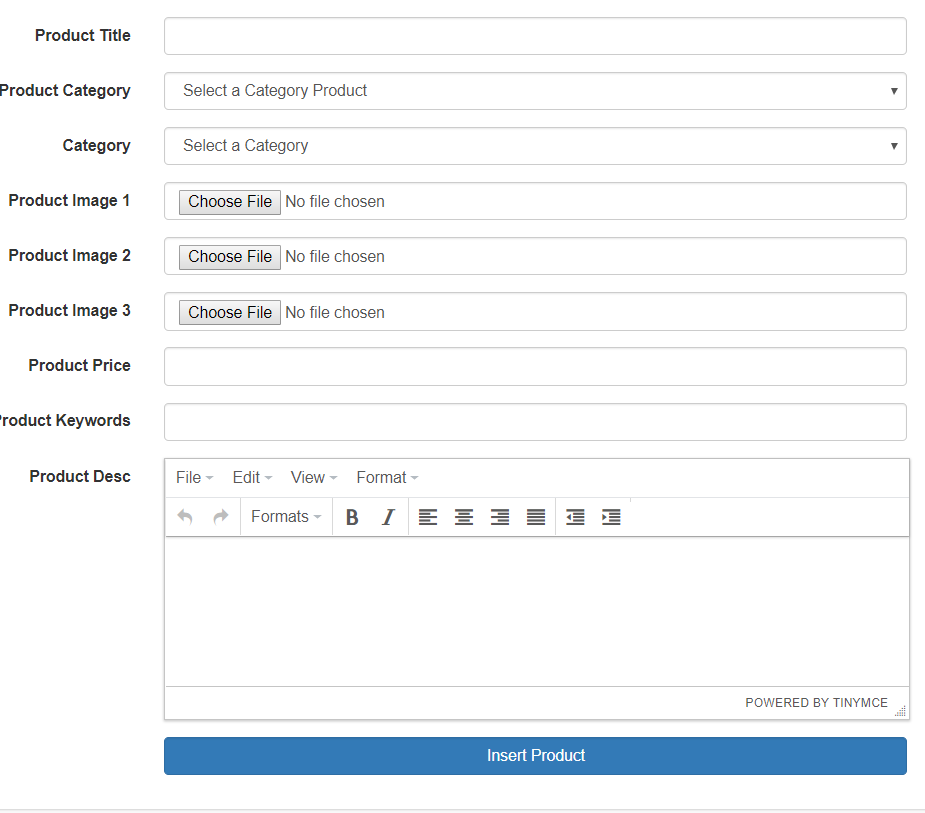 Product Title
Product Category Select a Category Product
Category Select a Category
Product Image 1 Choose File No file chosen
Product Image 2 Choose File No file chosen
Product Image 3 Choose File No file chosen
Product Price
Product Keywords
Product Desc File Edit View Format
Formats B I
POWERED BY TINYMCE
Insert Product